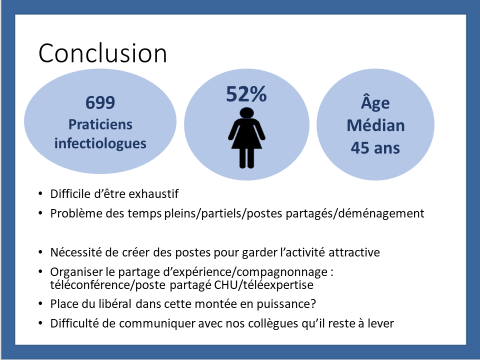 Conclusion
699
Praticiens
infectiologues
52%
Âge
Médian
45 ans
• Difficile d'être exhaustif
• Problème des temps pleins/partiels/postes partagés/déménagement
• Nécessité de créer des postes pour garder l'activité attractive
• Organiser le partage d'expérience/compagnonnage :
téléconférence/poste partagé CHU/téléexpertise
• Place du libéral dans cette montée en puissance?
• Difficulté de communiquer avec nos collègues qu'il reste à lever